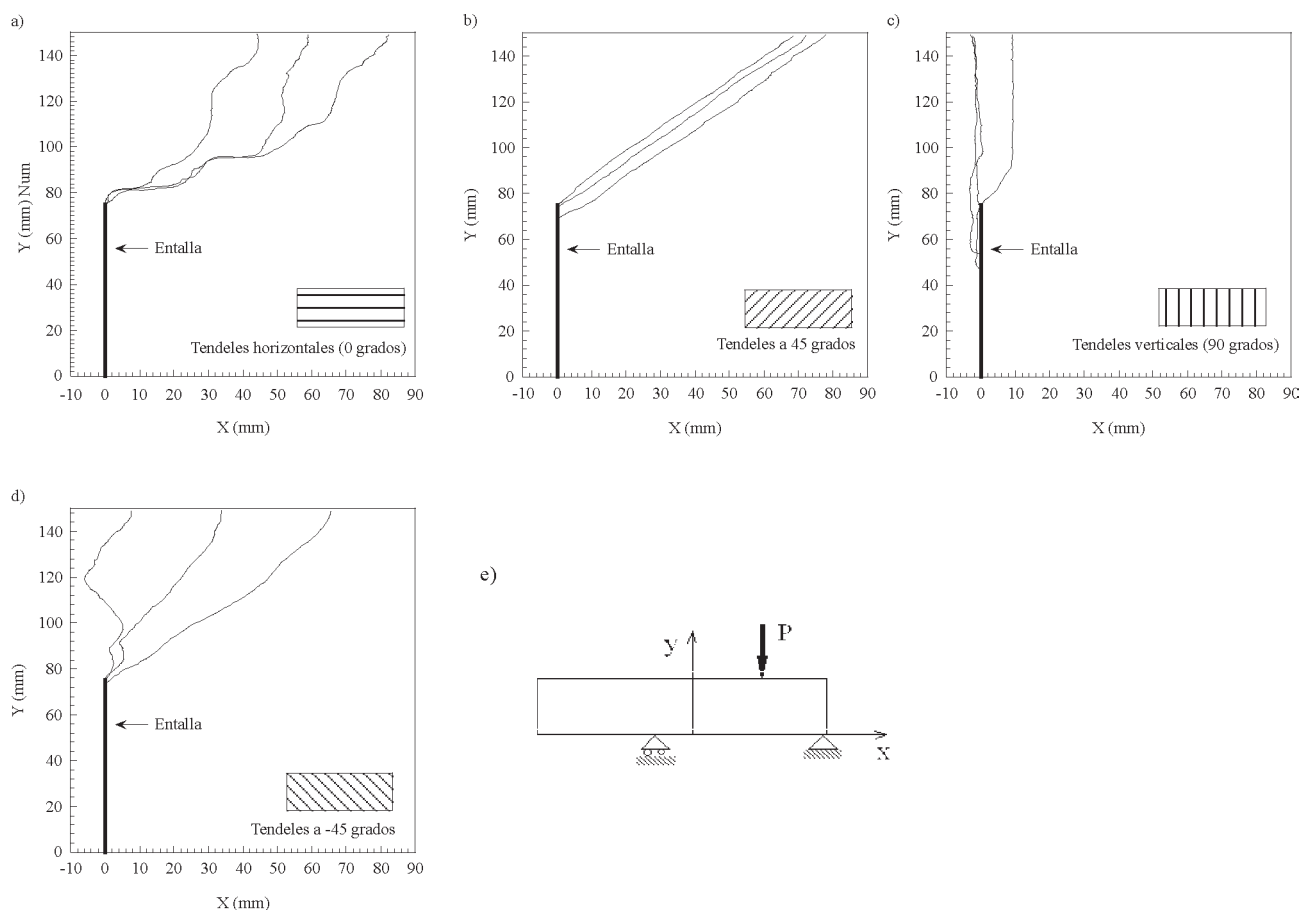 a)
140
120
100
80
60
40
20
0
Y (mm) Num
Entalla
Tendeles horizontales (0 grados)
-10 0 10 20 30 40 50 60 70 80 90
X (mm)
b)
140
120
100
80
60
40
20
0
Y (mm)
Entalla
Tendeles a 45 grados
-10 0 10 20 30 40 50 60 70 80 90
X (mm)
c)
140
120
100
80
60
40
20
0
Y (mm)
Entalla
Tendeles verticales (90 grados)
-10 0 10 20 30 40 50 60 70 80 90
X (mm)
d)
140
120
100
80
60
40
20
0
Y (mm)
Entalla
Tendeles a -45 grados
-10 0 10 20 30 40 50 60 70 80 90
X (mm)
e)
y
P
x